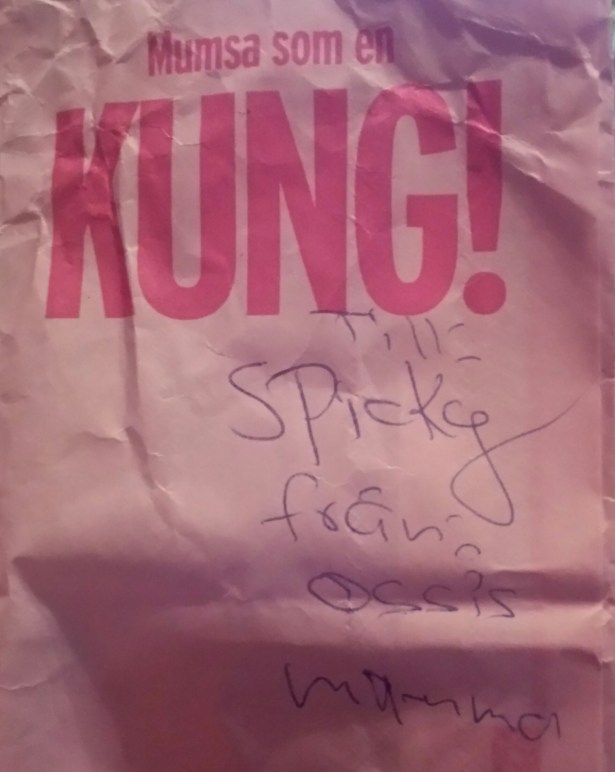 Mumsa som en
KUNG!
Till:
SPicky
från:
Ossis
mamma